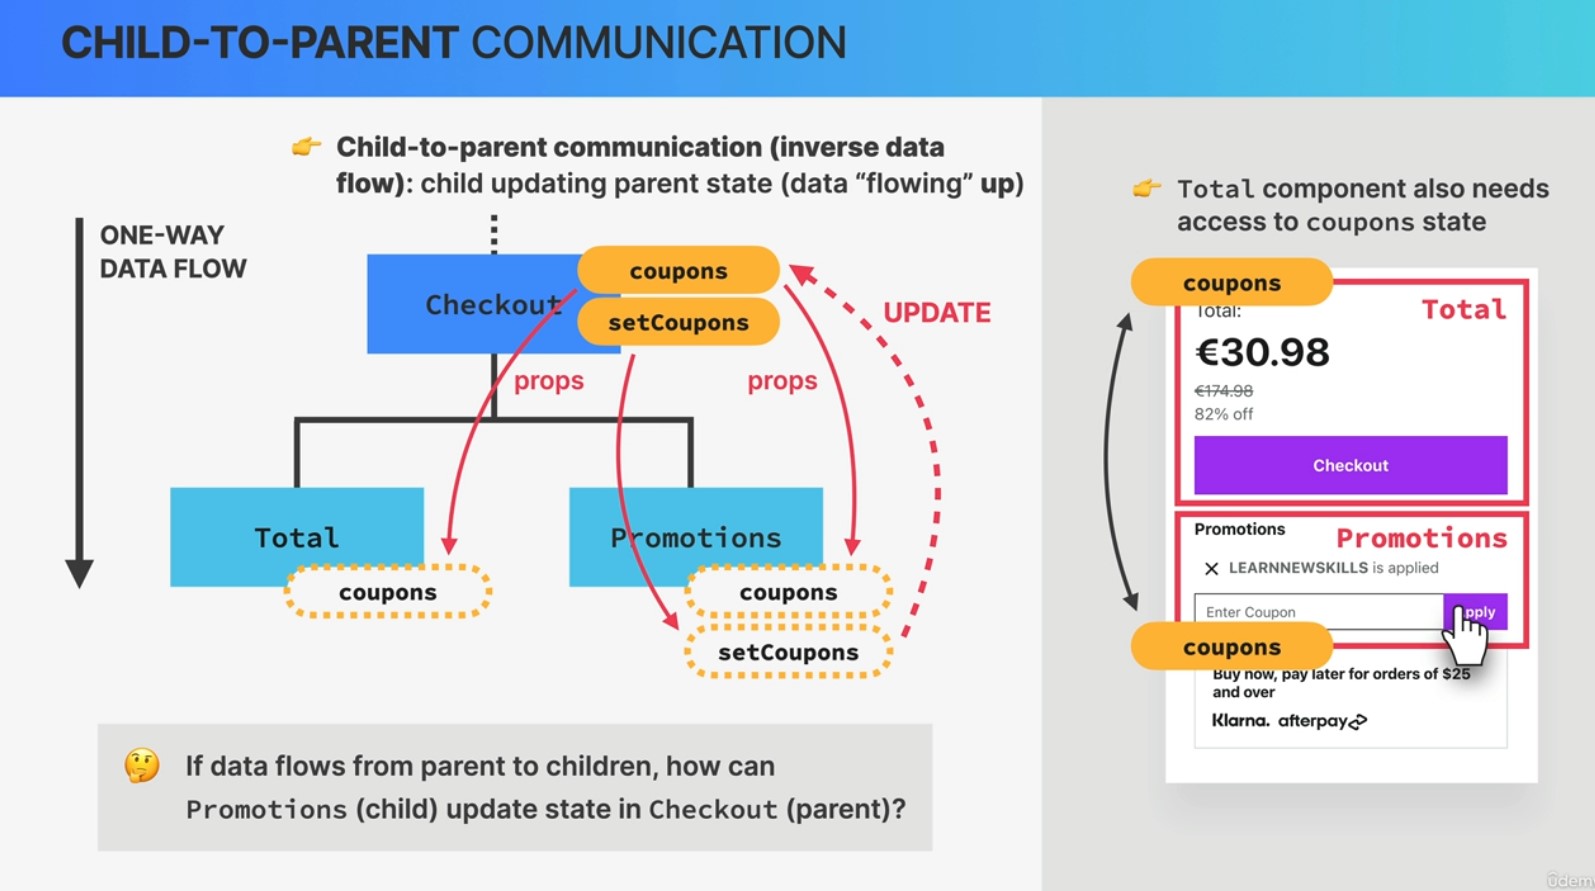 CHILD-TO-PARENT COMMUNICATION
👉 Child-to-parent communication (inverse data
flow): child updating parent state (data “flowing” up)
ONE-WAY
DATA FLOW
Checkout
coupons
setCoupons
UPDATE
props
props
Total
Promotions
coupons
coupons
setCoupons
🤔 If data flows from parent to children, how can
Promotions (child) update state in Checkout (parent)?
👉 Total component also needs
access to coupons state
coupons
Total
Total:
€30.98
€174.98
82% off
Checkout
Promotions
Promotions
LEARNNEWSKILLS is applied
Enter Coupon
pply
coupons
Buy now, pay later for orders of $25
and over
Klarna. afterpay